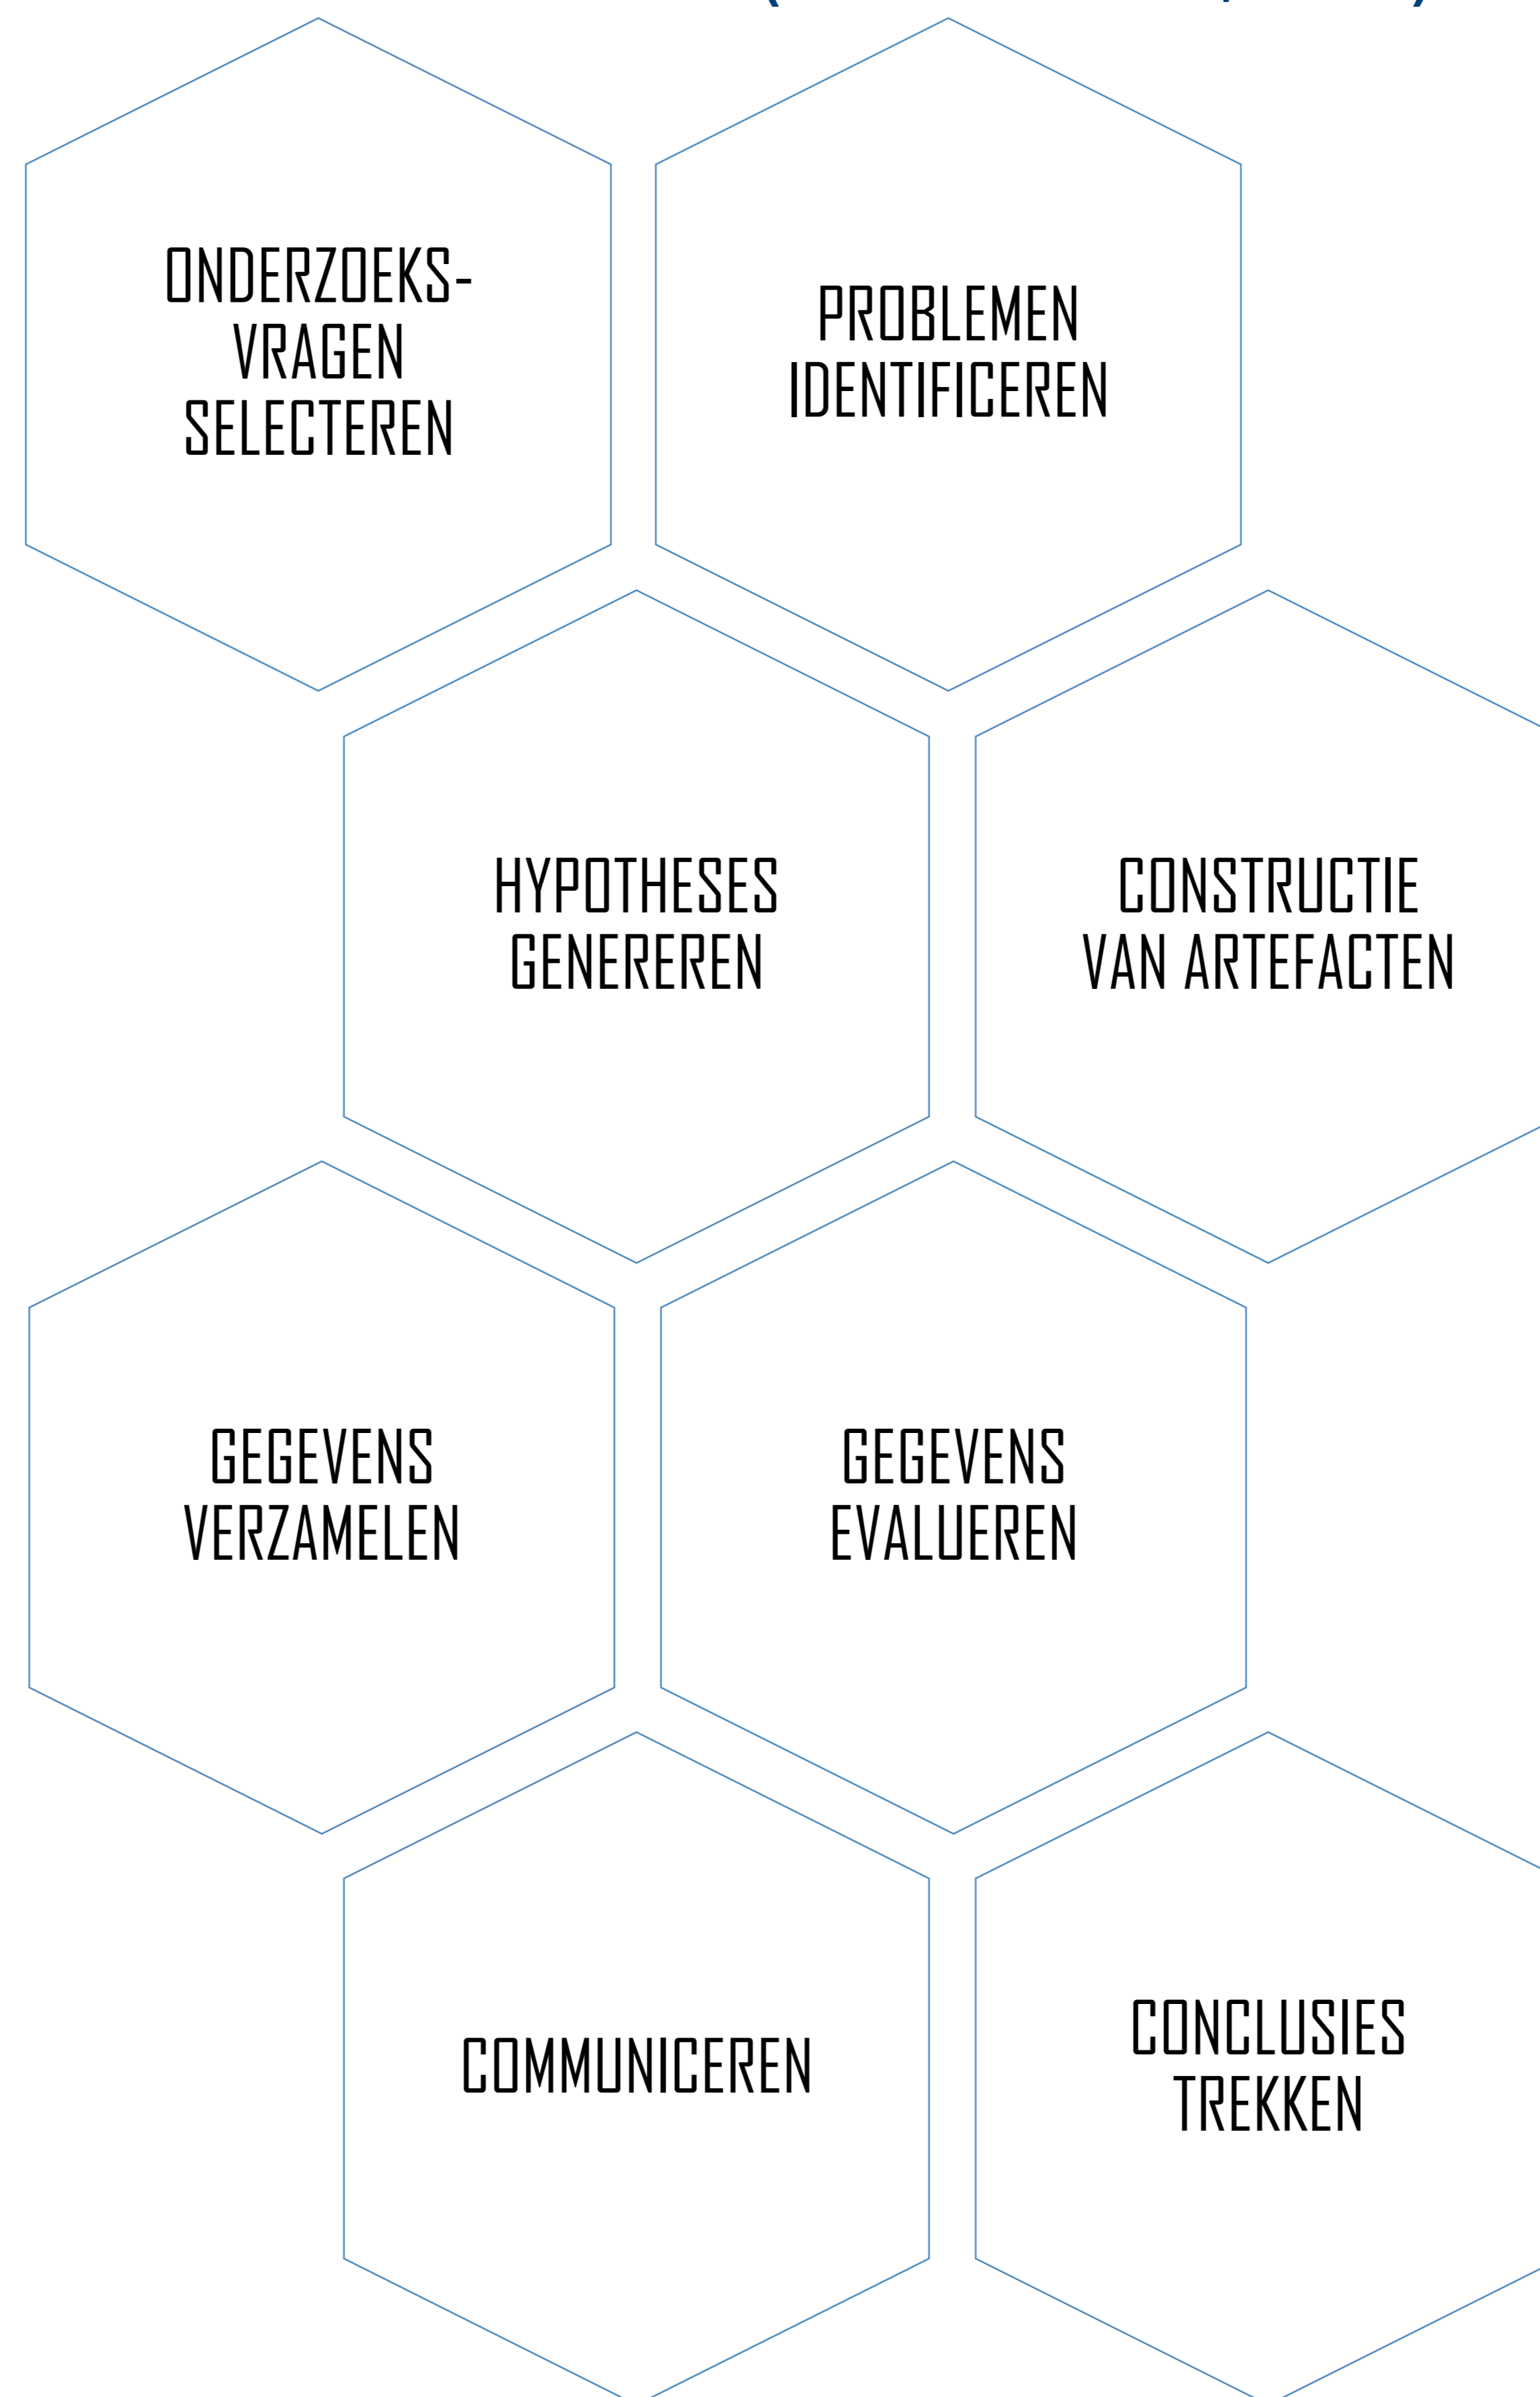 ONDERZOEKS-
VRAGEN
SELECTEREN
PROBLEMEN
IDENTIFICEREN
HYPOTHESES
GENEREREN
CONSTRUCTIE
VAN ARTEFACTEN
GEGEVENS
VERZAMELEN
GEGEVENS
EVALUEREN
COMMUNICEREN
CONCLUSIES
TREKKEN